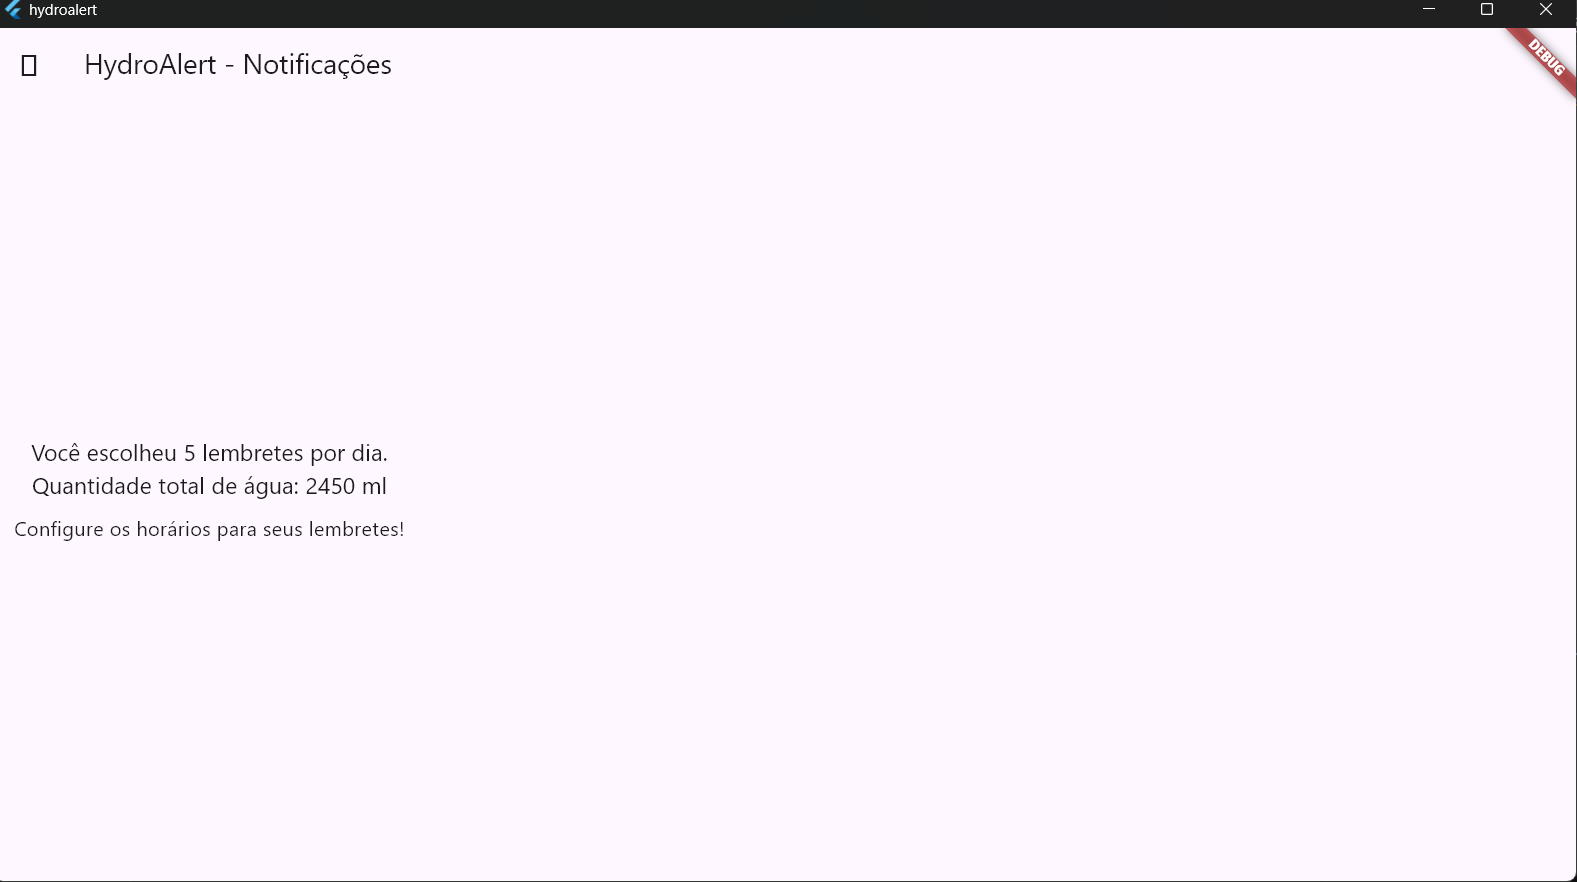 hydroalert
HydroAlert - Notificações
DEBUG
Você escolheu 5 lembretes por dia.
Quantidade total de água: 2450 ml
Configure os horários para seus lembretes!